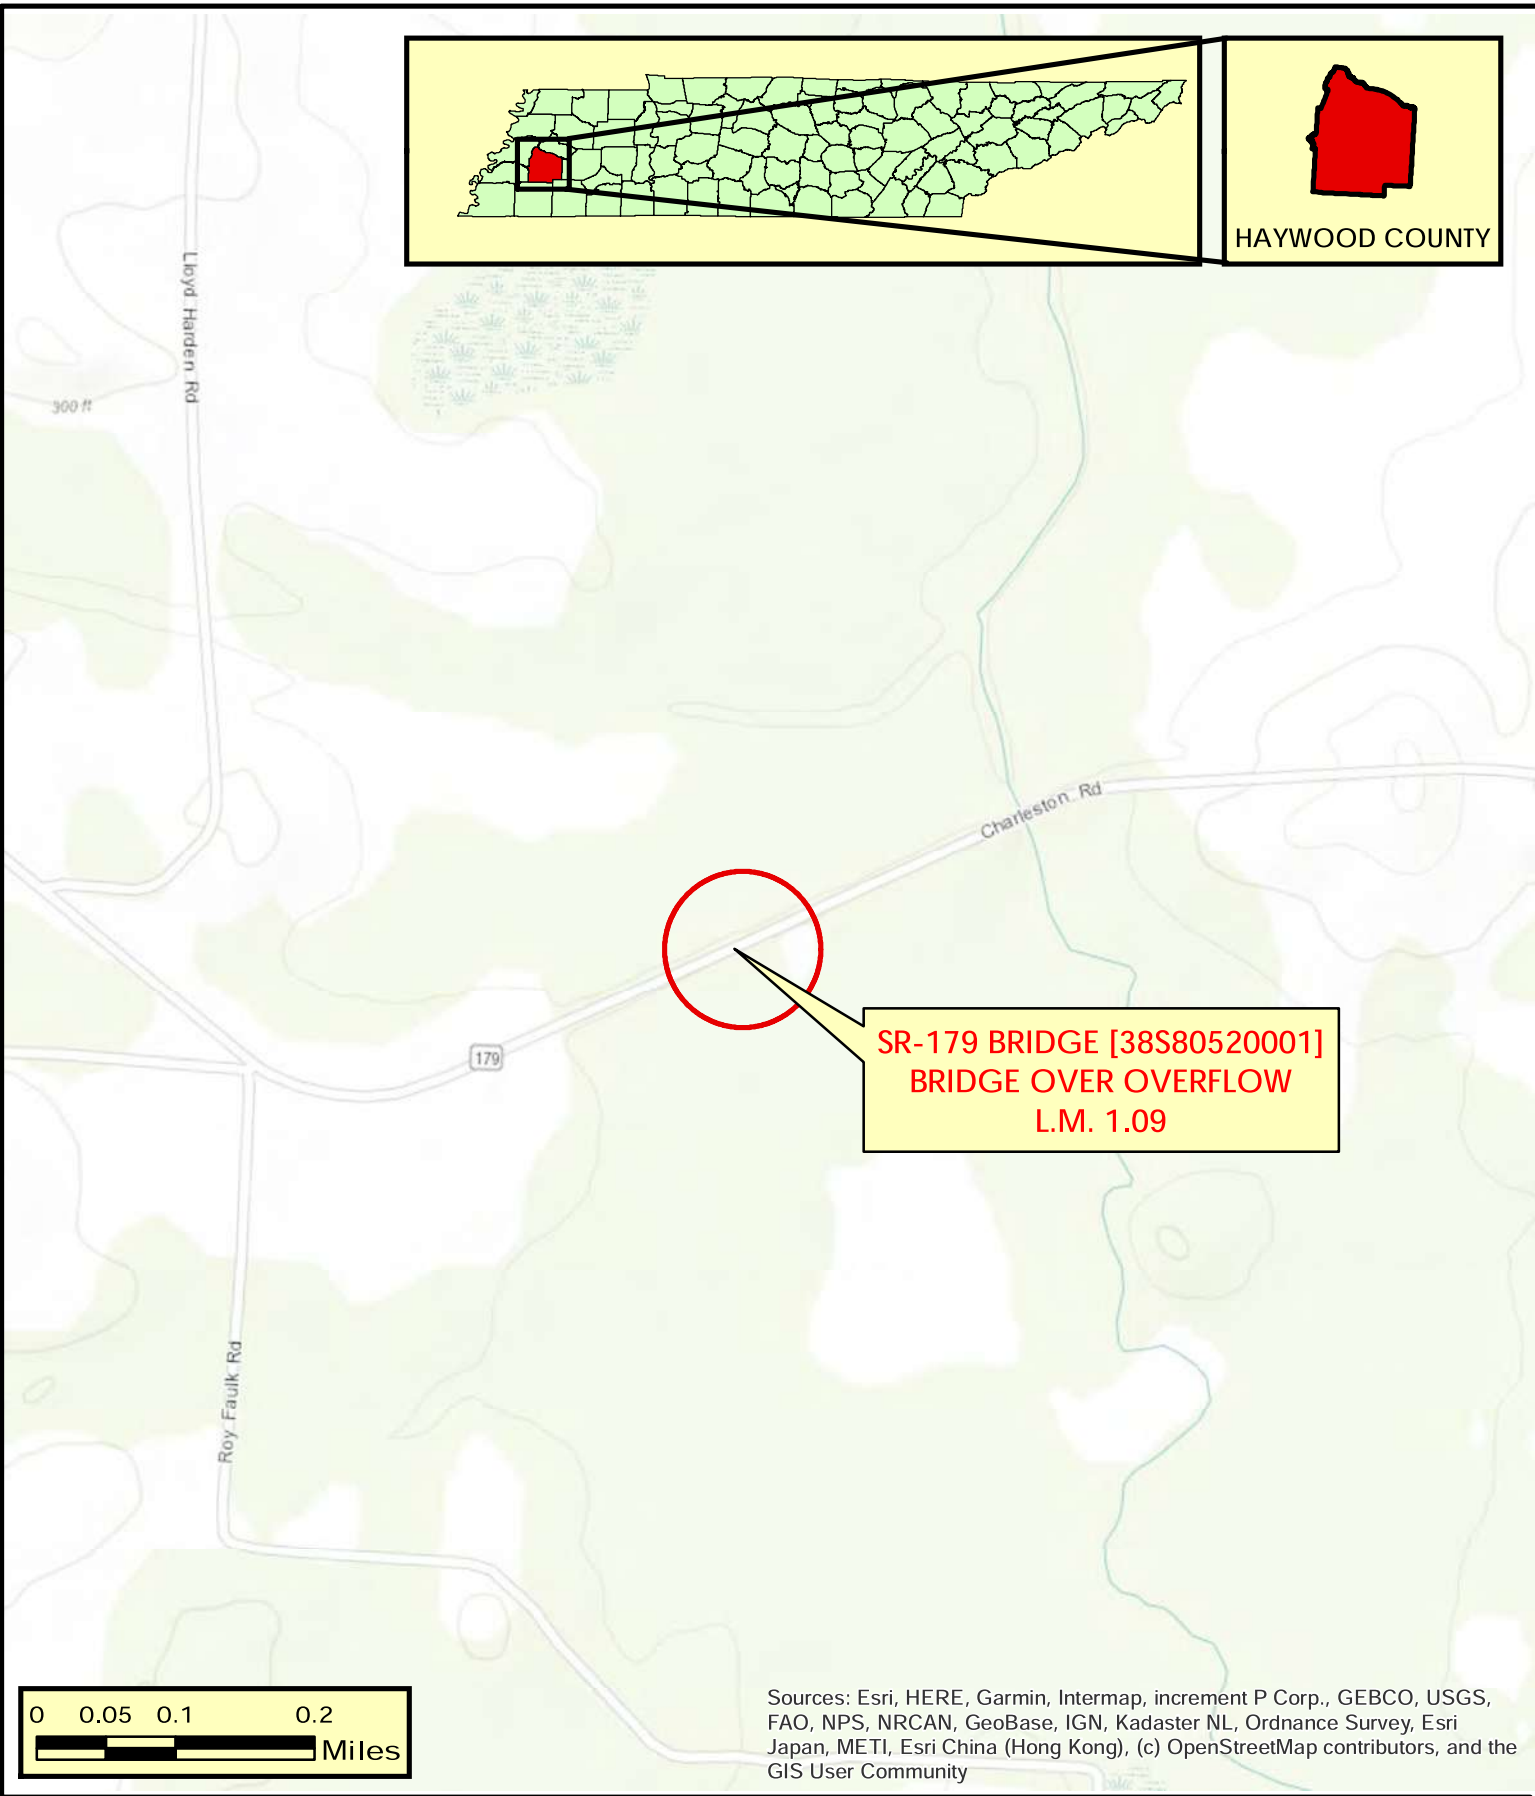 HAYWOOD COUNTY
Lloyd Harden Rd
300 ft
Charleston Rd
179
SR-179 BRIDGE [38S80520001]
BRIDGE OVER OVERFLOW
L.M. 1.09
Roy Faulk Rd
0 0.05 0.1 0.2
Miles
Sources: Esri, HERE, Garmin, Intermap, increment P Corp., GEBCO, USGS,
FAO, NPS, NRCAN, GeoBase, IGN, Kadaster NL, Ordnance Survey, Esri
Japan, METI, Esri China (Hong Kong), (c) OpenStreetMap contributors, and the
GIS User Community